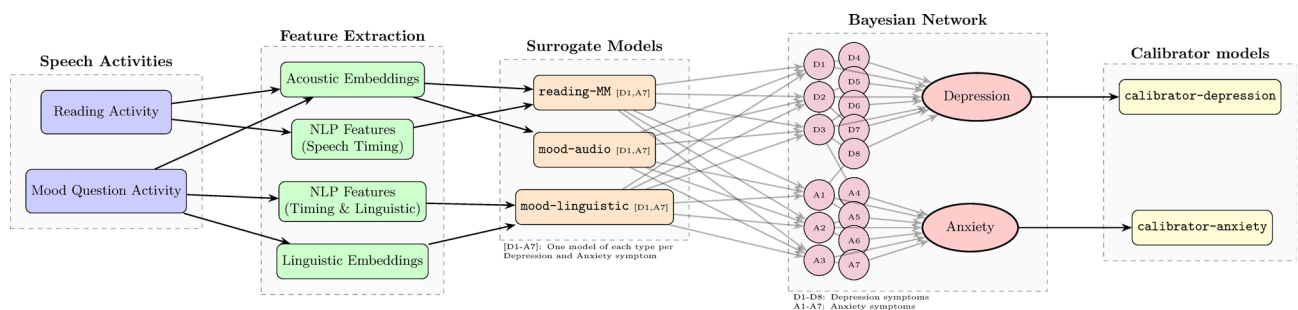 Speech Activities
Reading Activity
Mood Question Activity
Feature Extraction
Acoustic Embeddings
NLP Features
(Speech Timing)
NLP Features
(Timing & Linguistic)
Linguistic Embeddings
Surrogate Models
reading-MM [D1,A7]
mood-audio [D1,A7]
mood-linguistic [D1,A7]
[D1-A7]: One model of each type per
Depression and Anxiety symptom
Bayesian Network
D1
D2
D3
D4
D5
D6
D7
D8
A1
A2
A3
A4
A5
A6
A7
Depression
Anxiety
D1-D8: Depression symptoms
A1-A7: Anxiety symptoms
Calibrator models
calibrator-depression
calibrator-anxiety